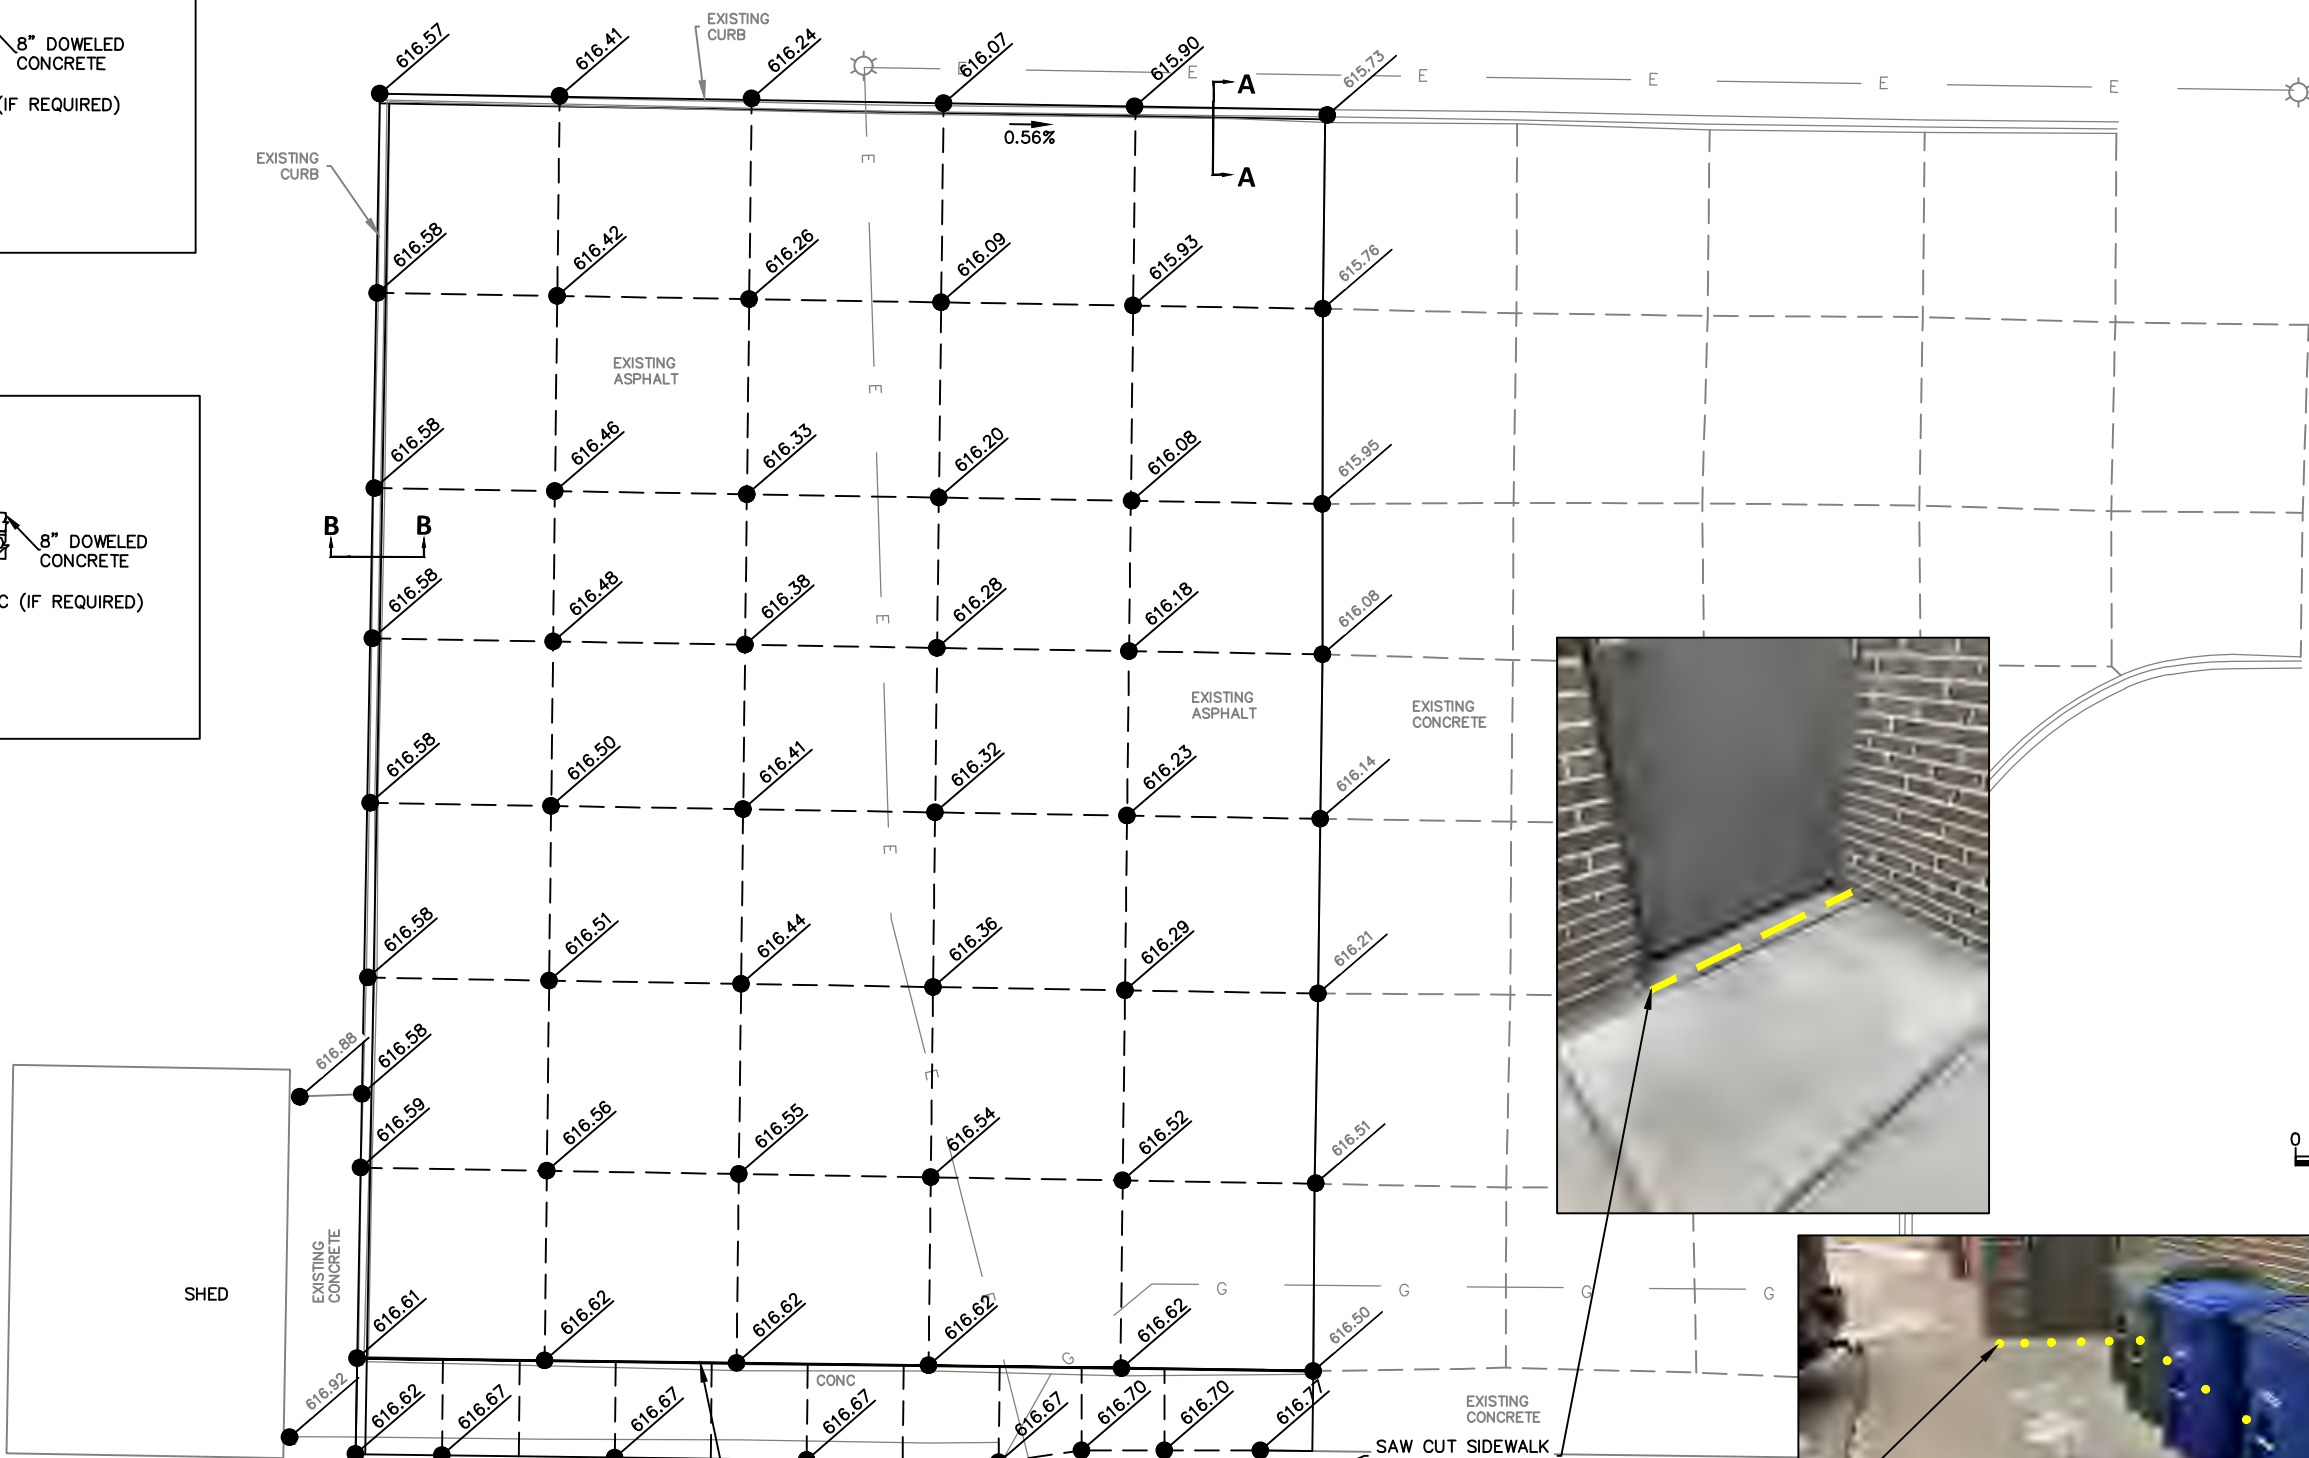 8" DOWELED
CONCRETE
(IF REQUIRED)
8" DOWELED
CONCRETE
C (IF REQUIRED)
EXISTING
CURB
616.57
616.41
616.24
616.07
615.90
615.73
E
E
E
E
E
E
0.56%
A
A
EXISTING
CURB
E
616.58
616.42
616.26
616.09
615.93
615.76
EXISTING
ASPHALT
E
616.58
616.46
616.33
616.20
616.08
615.95
B
B
616.58
616.48
616.38
616.28
616.18
616.08
E
EXISTING
ASPHALT
EXISTING
CONCRETE
616.58
616.50
616.41
616.32
616.23
616.14
E
616.58
616.51
616.44
616.36
616.29
616.21
616.88
616.58
E
616.59
616.56
616.55
616.54
616.52
616.51
0
EXISTING
CONCRETE
SHED
G
G
G
G
E
616.61
616.62
616.62
616.62
616.62
616.50
G
CONC
616.92
616.62
616.67
616.67
616.67
616.67
616.70
616.70
616.77
EXISTING
CONCRETE
SAW CUT SIDEWALK